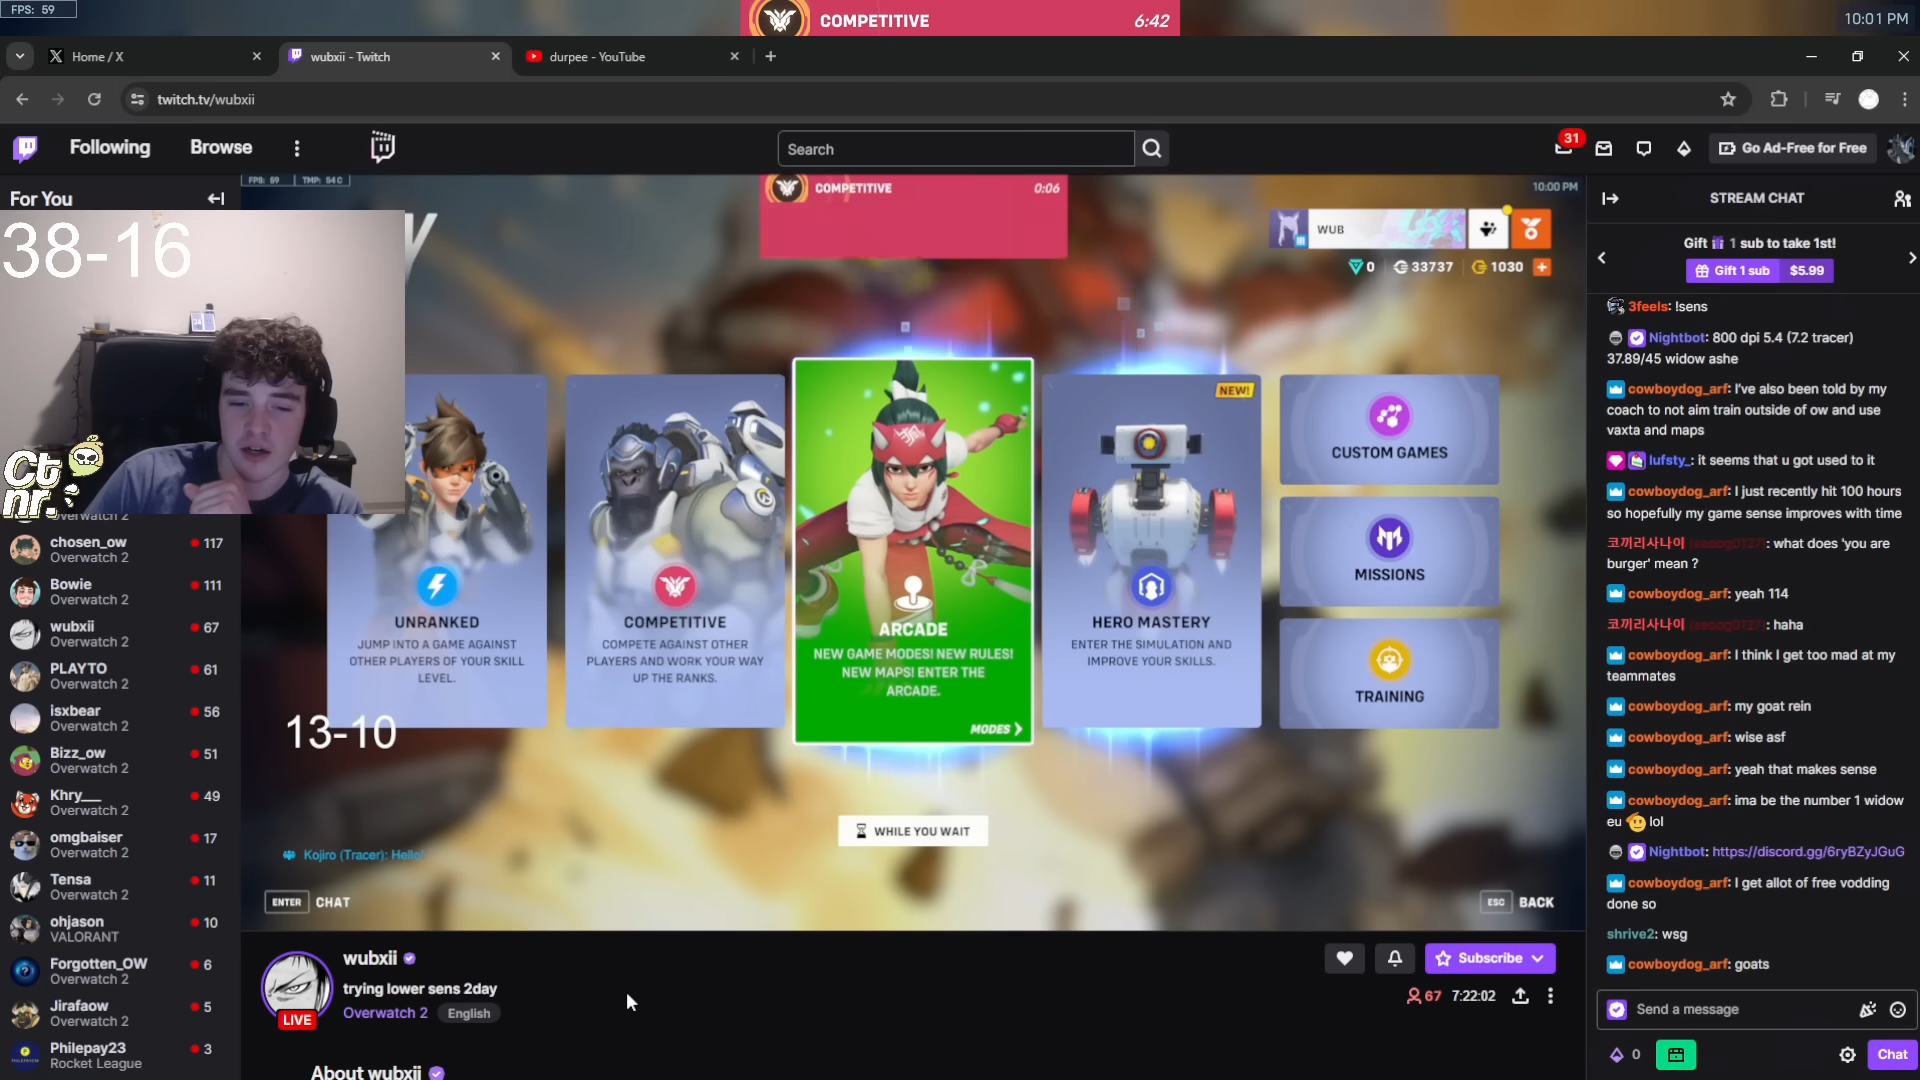 FPS: 59
COMPETITIVE
6:42
10:01 PM
Home / X
wubxii - Twitch
durpee - YouTube
twitch.tv/wubxii
Following
Browse
Search
31
Go Ad-Free for Free
For You
38-16
Ct
nr.
Overwatch 2
chosen_ow
117
Overwatch 2
Bowie
111
Overwatch 2
wubxii
67
Overwatch 2
PLAYTO
61
Overwatch 2
isxbear
56
Overwatch 2
Bizz_ow
51
Overwatch 2
Khry__
49
Overwatch 2
omgbaiser
17
Overwatch 2
Tensa
11
Overwatch 2
ohjason
10
VALORANT
Forgotten_OW
6
Overwatch 2
Jirafaow
5
Overwatch 2
Philepay23
3
Rocket League
FPS: 59
TMP: 54C
COMPETITIVE
0:06
10:00 PM
WUB
0
33737
1030
UNRANKED
JUMP INTO A GAME AGAINST
OTHER PLAYERS OF YOUR SKILL
LEVEL.
COMPETITIVE
COMPETE AGAINST OTHER
PLAYERS AND WORK YOUR WAY
UP THE RANKS.
ARCADE
NEW GAME MODES! NEW RULES!
NEW MAPS! ENTER THE
ARCADE.
MODES
NEW!
HERO MASTERY
ENTER THE SIMULATION AND
IMPROVE YOUR SKILLS.
CUSTOM GAMES
MISSIONS
TRAINING
13-10
WHILE YOU WAIT
Kojiro (Tracer): Hello!
ENTER
CHAT
ESC
BACK
LIVE
wubxii
trying lower sens 2day
Overwatch 2
English
Subscribe
67
7:22:02
About wubxii
STREAM CHAT
Gift 1 sub to take 1st!
Gift 1 sub
$5.99
3feels: !sens
Nightbot: 800 dpi 5.4 (7.2 tracer)
37.89/45 widow ashe
cowboydog_arf: I've also been told by my
coach to not aim train outside of ow and use
vaxta and maps
lufsty_: it seems that u got used to it
cowboydog_arf: I just recently hit 100 hours
so hopefully my game sense improves with time
코끼리사나이 : what does 'you are
burger' mean ?
cowboydog_arf: yeah 114
코끼리사나이 : haha
cowboydog_arf: I think I get too mad at my
teammates
cowboydog_arf: my goat rein
cowboydog_arf: wise asf
cowboydog_arf: yeah that makes sense
cowboydog_arf: ima be the number 1 widow
eu lol
Nightbot: https://discord.gg/6ryBZyJGuG
cowboydog_arf: I get allot of free vodding
done so
shrive2: wsg
cowboydog_arf: goats
Send a message
0
Chat